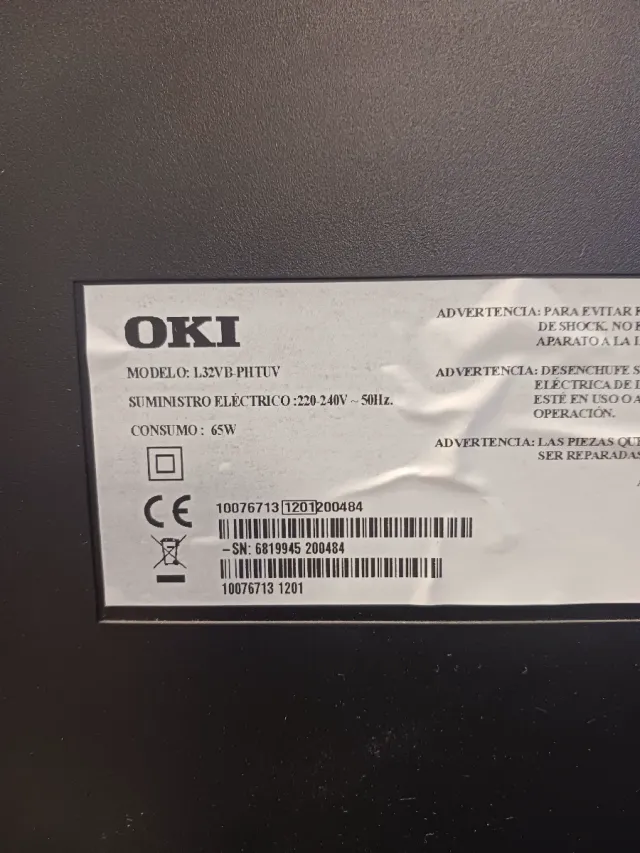 OKI
MODELO: L32VB-PHTUV
SUMINISTRO ELÉCTRICO :220-240V ~ 50Hz.
CONSUMO : 65W
CE
10076713 1201200484
-SN: 6819945 200484
10076713 1201
ADVERTENCIA: PARA EVITAR
DE SHOCK, NO
APARATO A LA
ADVERTENCIA: DESENCHUFE
ELÉCTRICA DE
ESTÉ EN USO O
OPERACIÓN.
ADVERTENCIA: LAS PIEZAS QUE
SER REPARADAS